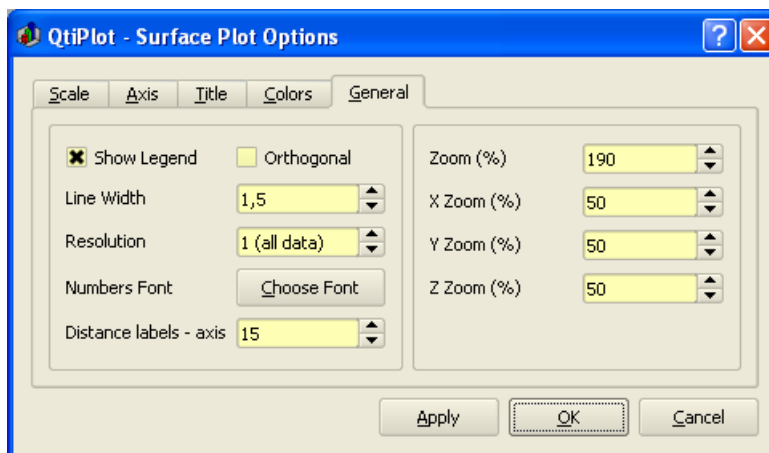 QtiPlot - Surface Plot Options
Scale Axis Title Colors General
Show Legend Orthogonal
Line Width 1,5
Resolution 1 (all data)
Numbers Font Choose Font
Distance labels - axis 15
Zoom (%) 190
X Zoom (%) 50
Y Zoom (%) 50
Z Zoom (%) 50
Apply OK Cancel